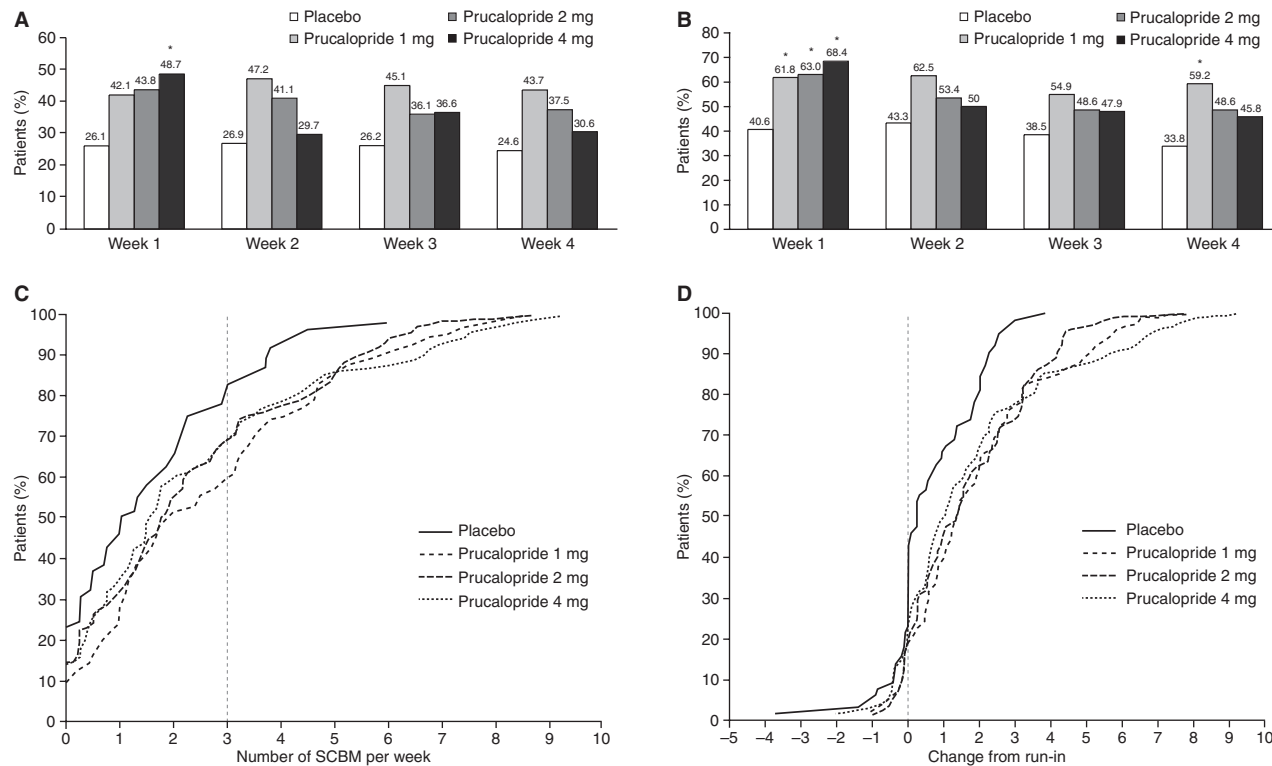 A
Placebo
Prucalopride 1 mg
Prucalopride 2 mg
Prucalopride 4 mg
Patients (%)
60
50
40
30
20
10
0
26.1
42.1
43.8
48.7
*
26.9
47.2
41.1
29.7
26.2
45.1
36.1
36.6
24.6
43.7
37.5
30.6
Week 1
Week 2
Week 3
Week 4
B
Placebo
Prucalopride 1 mg
Prucalopride 2 mg
Prucalopride 4 mg
Patients (%)
80
70
60
50
40
30
20
10
0
40.6
*
61.8
*
63.0
*
68.4
43.3
62.5
53.4
50
38.5
54.9
48.6
47.9
33.8
*
59.2
48.6
45.8
Week 1
Week 2
Week 3
Week 4
C
Patients (%)
100
90
80
70
60
50
40
30
20
10
0
Placebo
Prucalopride 1 mg
Prucalopride 2 mg
Prucalopride 4 mg
0 1 2 3 4 5 6 7 8 9 10
Number of SCBM per week
D
Patients (%)
100
90
80
70
60
50
40
30
20
10
0
Placebo
Prucalopride 1 mg
Prucalopride 2 mg
Prucalopride 4 mg
–5 –4 –3 –2 –1 0 1 2 3 4 5 6 7 8 9 10
Change from run-in